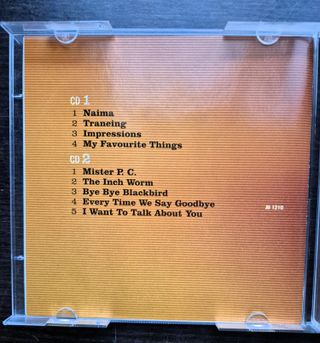 CD 1
1 Naima
2 Traneing
3 Impressions
4 My Favourite Things
CD 2
1 Mister P. C.
2 The Inch Worm
3 Bye Bye Blackbird
4 Every Time We Say Goodbye
5 I Want To Talk About You
JB 1210